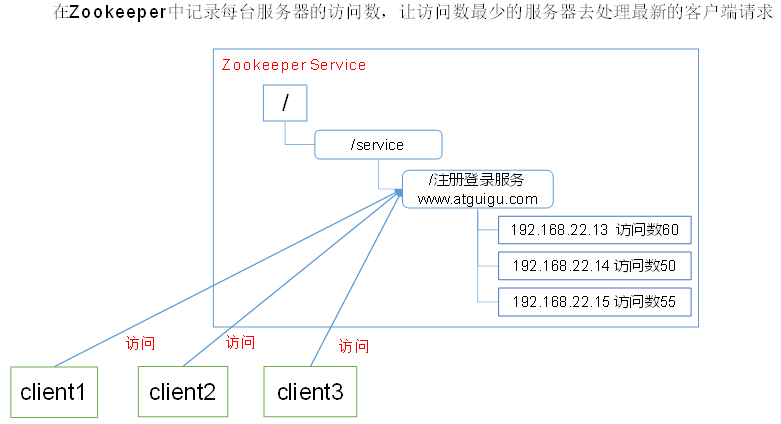 在Zookeeper中记录每台服务器的访问数，让访问数最少的服务器去处理最新的客户端请求
Zookeeper Service
/
/service
/注册登录服务
www.atguigu.com
192.168.22.13 访问数60
192.168.22.14 访问数50
192.168.22.15 访问数55
访问
访问
访问
client1
client2
client3